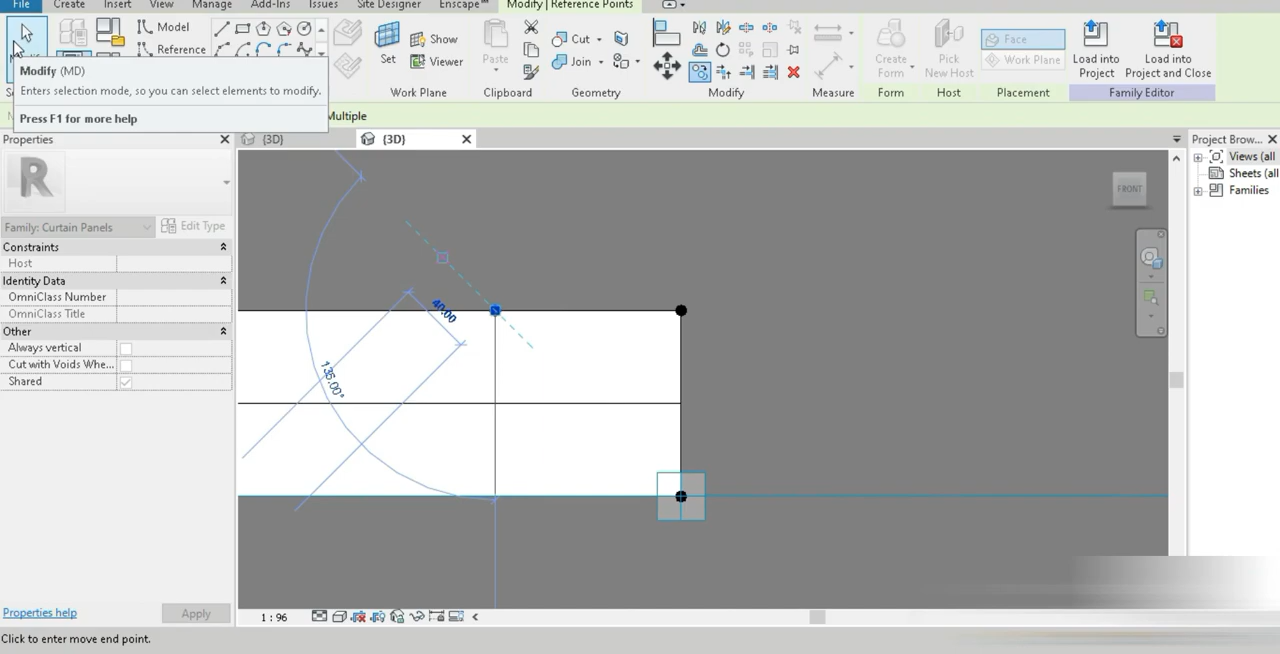 File Create Insert View Manage Add-Ins Issues Site Designer Enscape™ Modify | Reference Points
Model
Reference
Set
Show
Viewer
Paste
Cut
Join
Create
Form
Pick
New Host
Face
Work Plane
Load into
Project
Load into
Project and Close
Work Plane Clipboard Geometry Modify Measure Form Host Placement Family Editor
Modify (MD)
Enters selection mode, so you can select elements to modify.
Press F1 for more help
Multiple
Properties
(3D)
(3D)
Project Brow...
Views (all
Sheets (all
Families
R
Family: Curtain Panels
Edit Type
Constraints
Host
Identity Data
OmniClass Number
OmniClass Title
Other
Always vertical
Cut with Voids Whe...
Shared
FRONT
136.00°
Properties help
Apply
1 : 96
Click to enter move end point.